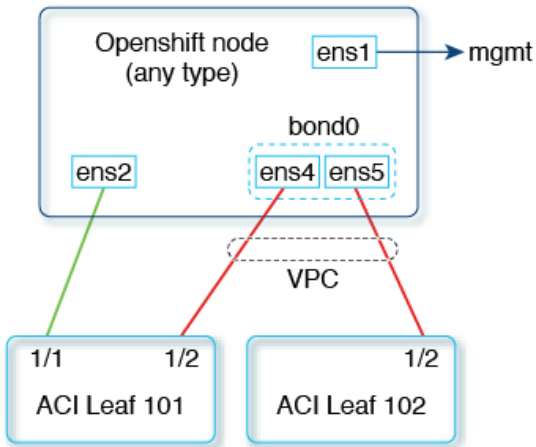 Openshift node
(any type)
ens1
mgmt
bond0
ens2
ens4
ens5
VPC
1/1
1/2
1/2
ACI Leaf 101
ACI Leaf 102